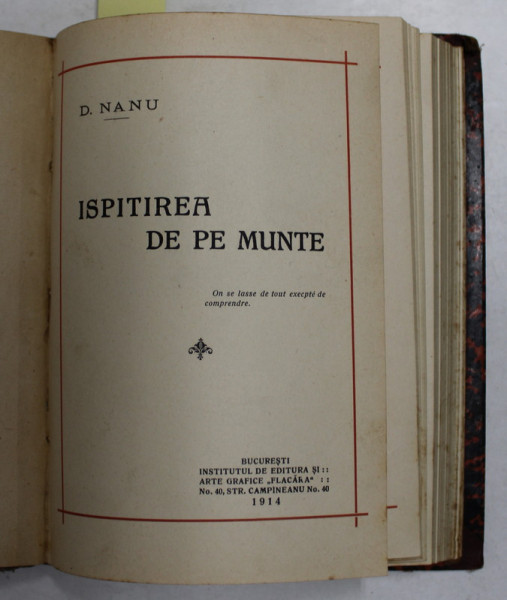 D. NANU
ISPITIREA
DE PE MUNTE
On se lasse de tout execpté de
comprendre.
BUCUREŞTI
INSTITUTUL DE EDITURA ŞI ::
ARTE GRAFICE „FLACĂRA“ : :
No. 40, STR. CAMPINEANU No. 40
1914